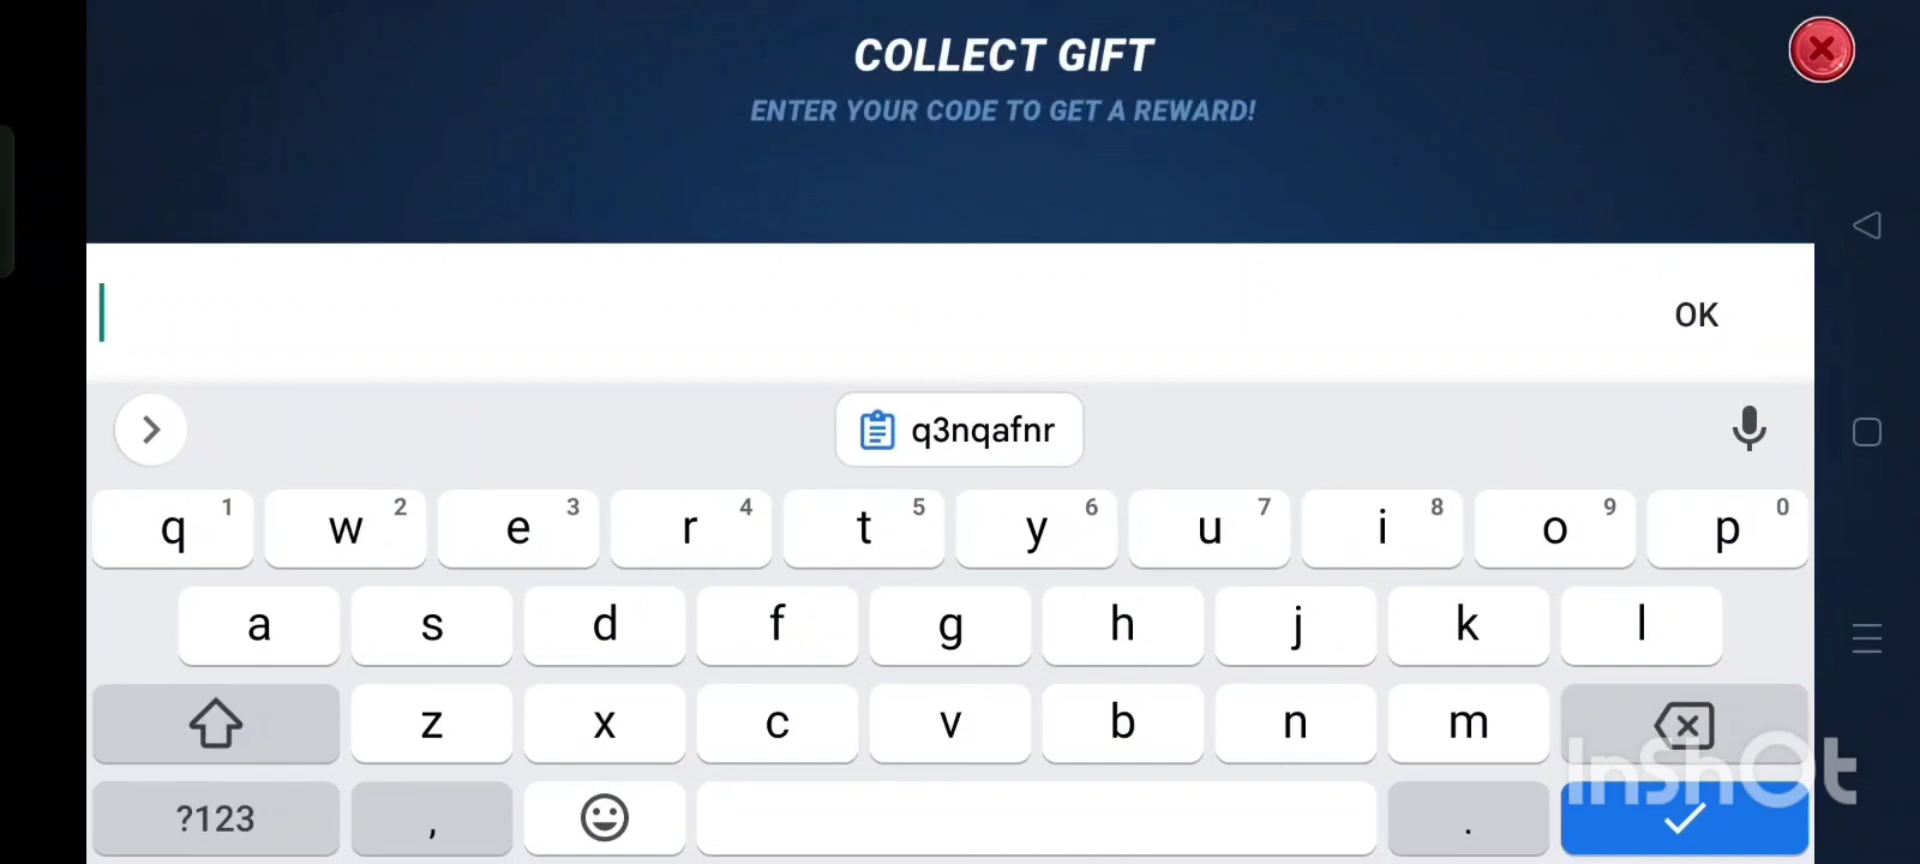 COLLECT GIFT
ENTER YOUR CODE TO GET A REWARD!
OK
q3nqafnr
q 1 w 2 e 3 r 4 t 5 y 6 u 7 i 8 o 9 p 0
a s d f g h j k l
z x c v b n m
InShOt
?123 , .